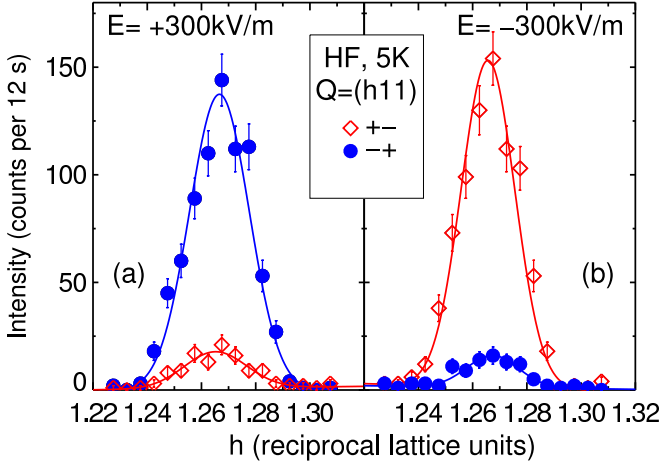 E= +300kV/m
E= −300kV/m
HF, 5K
Q=(h11)
+−
−+
(a)
(b)
Intensity (counts per 12 s)
150
100
50
0
1.22 1.24 1.26 1.28 1.30
1.24 1.26 1.28 1.30 1.32
h (reciprocal lattice units)